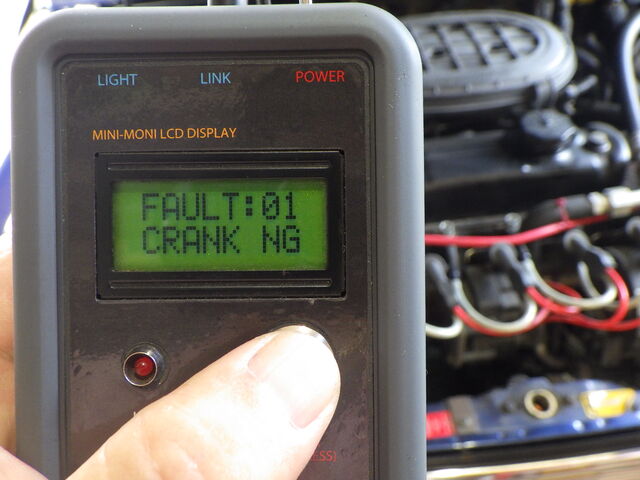 LIGHT LINK POWER
MINI-MONI LCD DISPLAY
FAULT:01
CRANK NG